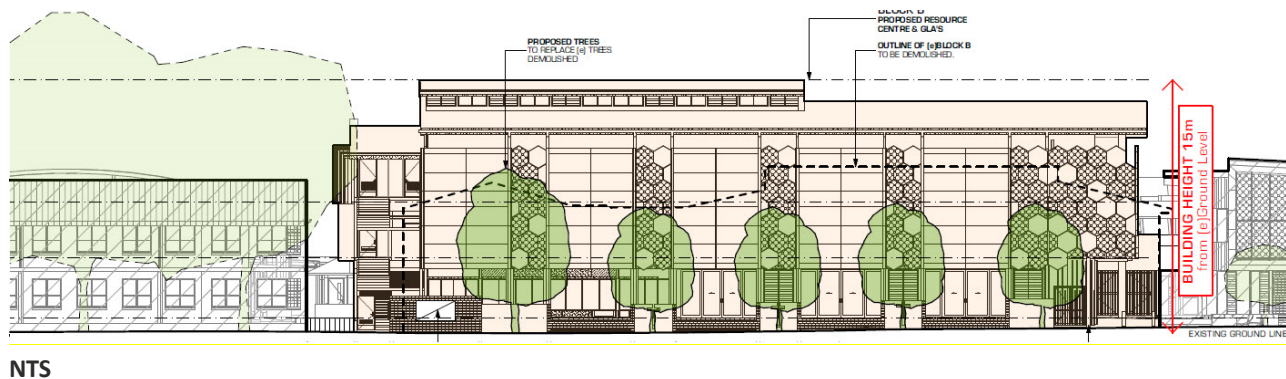 BLOCK B
PROPOSED RESOURCE
CENTRE & GLA'S
PROPOSED TREES
TO REPLACE (e) TREES
DEMOLISHED
OUTLINE OF (e)BLOCK B
TO BE DEMOLISHED.
BUILDING HEIGHT 15m
from (e)Ground Level
EXISTING GROUND LINE
NTS